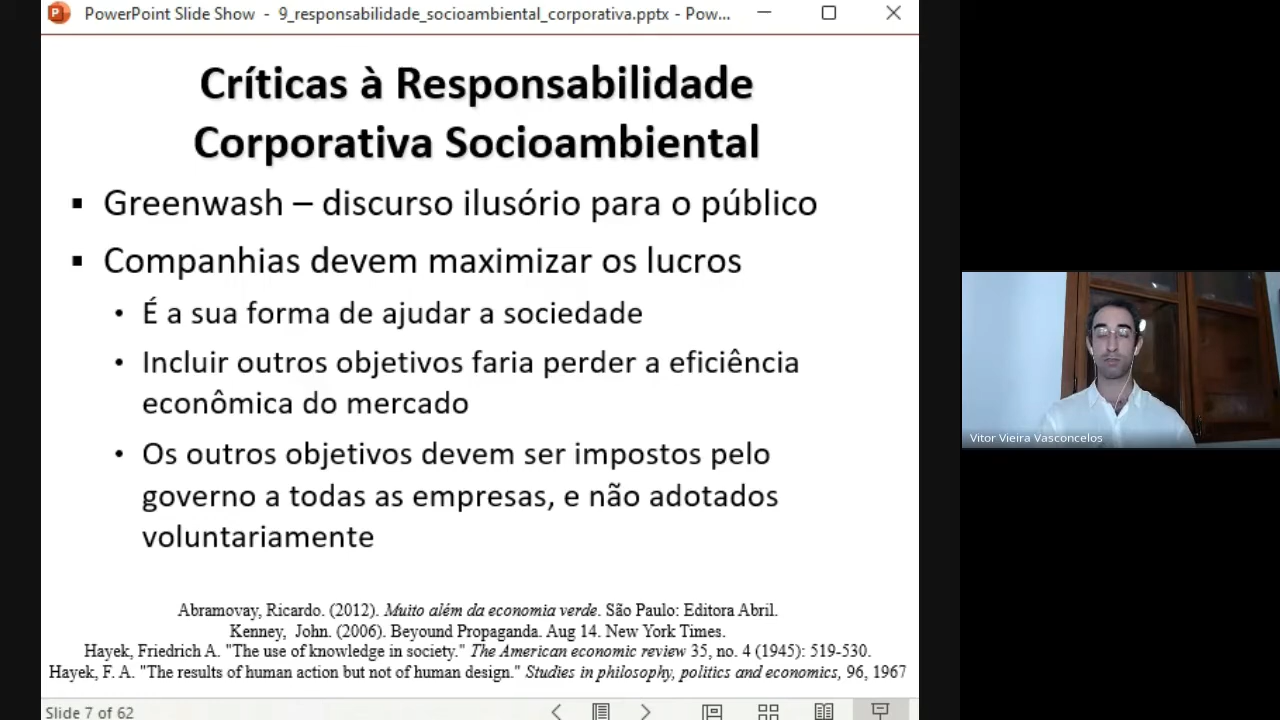 PowerPoint Slide Show - 9_responsabilidade_socioambiental_corporativa.pptx - Pow...
Críticas à Responsabilidade
Corporativa Socioambiental
▪ Greenwash – discurso ilusório para o público
▪ Companhias devem maximizar os lucros
• É a sua forma de ajudar a sociedade
• Incluir outros objetivos faria perder a eficiência
econômica do mercado
• Os outros objetivos devem ser impostos pelo
governo a todas as empresas, e não adotados
voluntariamente
Abramovay, Ricardo. (2012). Muito além da economia verde. São Paulo: Editora Abril.
Kenney, John. (2006). Beyound Propaganda. Aug 14. New York Times.
Hayek, Friedrich A. "The use of knowledge in society." The American economic review 35, no. 4 (1945): 519-530.
Hayek, F. A. "The results of human action but not of human design." Studies in philosophy, politics and economics, 96, 1967
Slide 7 of 62
Vitor Vieira Vasconcelos